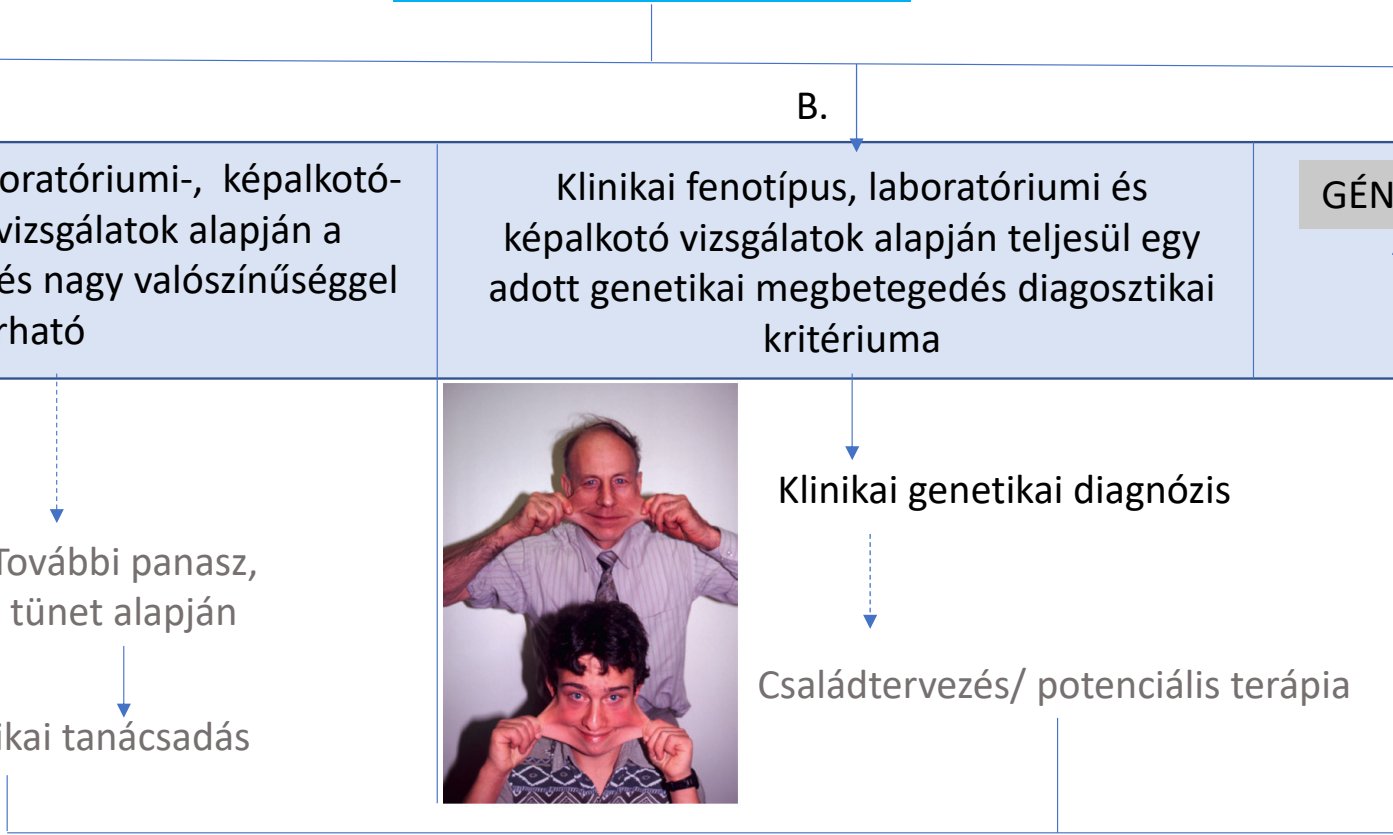 B.
oratóriumi-, képalkotó-
vizsgálatok alapján a
és nagy valószínűséggel
rható
Klinikai fenotípus, laboratóriumi és
képalkotó vizsgálatok alapján teljesül egy
adott genetikai megbetegedés diagosztikai
kritériuma
GÉN
Klinikai genetikai diagnózis
További panasz,
tünet alapján
Családtervezés/ potenciális terápia
ikai tanácsadás